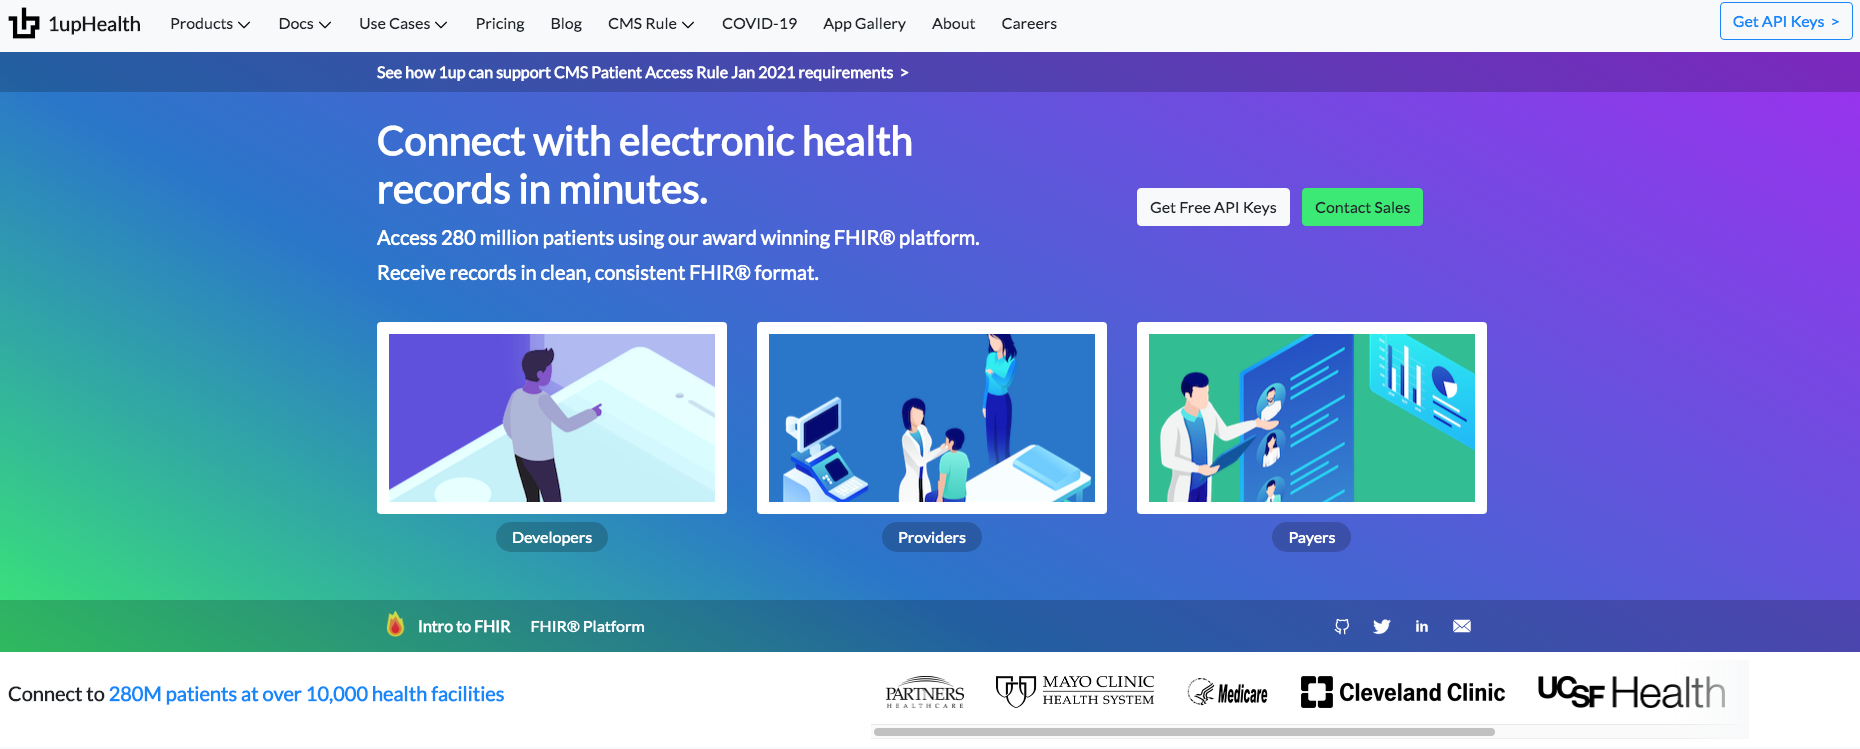 1upHealth Products Docs Use Cases Pricing Blog CMS Rule COVID-19 App Gallery About Careers Get API Keys >
See how 1up can support CMS Patient Access Rule Jan 2021 requirements >
Connect with electronic health
records in minutes.
Get Free API Keys Contact Sales
Access 280 million patients using our award winning FHIR® platform.
Receive records in clean, consistent FHIR® format.
Developers Providers Payers
Intro to FHIR FHIR® Platform
Connect to 280M patients at over 10,000 health facilities
PARTNERS
HEALTHCARE
MAYO CLINIC
HEALTH SYSTEM
Medicare
Cleveland Clinic
UCSF Health